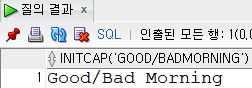 질의 결과 x
SQL | 인출된 모든 행: 1(0,0
INITCAP('GOOD/BADMORNING')
1 Good/Bad Morning